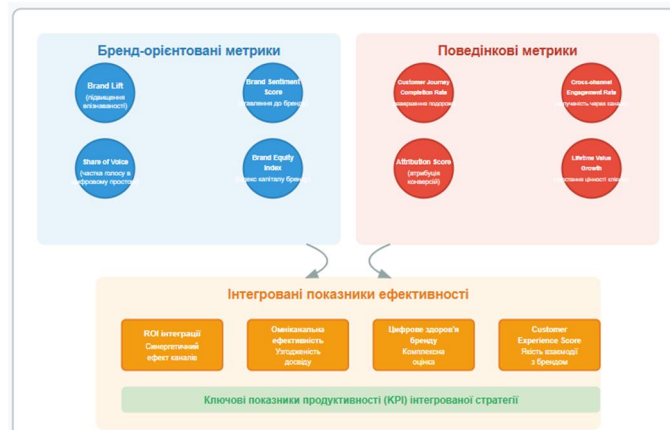 Бренд-орієнтовані метрики
Brand Lift
(підвищення
впізнаваності)
Brand Sentiment
Score
Share of Voice
(частка голосу в
Brand Equity
Index
Поведінкові метрики
Customer Journey
Completion Rate
Cross-channel
Engagement Rate
Attribution Score
(атрибуція
конверсій)
Lifetime Value
Growth
Інтегровані показники ефективності
ROI інтеграції
Синергетичний
ефект каналів
Омніканальна
ефективність
Узгодженість
досвіду
Цифрове здоров'я
бренду
Комплексна
оцінка
Customer
Experience Score
Якість взаємодії
з брендом
Ключові показники продуктивності (KPI) інтегрованої стратегії